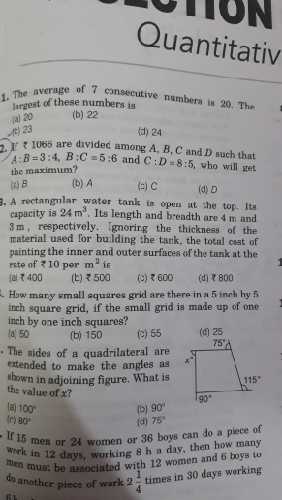 SECTION
Quantitativ
1. The average of 7 consecutive numbers is 20. The
largest of these numbers is
(a) 20 (b) 22
(c) 23 (d) 24
2. If ₹ 1065 are divided among A, B, C and D such that
A : B = 3 : 4, B : C = 5 : 6 and C : D = 8 : 5, who will get
the maximum?
(a) B (b) A (c) C (d) D
3. A rectangular water tank is open at the top. Its
capacity is 24 m³. Its length and breadth are 4 m and
3 m, respectively. Ignoring the thickness of the
material used for building the tank, the total cost of
painting the inner and outer surfaces of the tank at the
rate of ₹ 10 per m² is
(a) ₹ 400 (b) ₹ 500 (c) ₹ 600 (d) ₹ 800
. How many small squares grid are there in a 5 inch by 5
inch square grid, if the small grid is made up of one
inch by one inch squares?
(a) 50 (b) 150 (c) 55 (d) 25
. The sides of a quadrilateral are
extended to make the angles as
shown in adjoining figure. What is
the value of x?
(a) 100° (b) 90°
(c) 80° (d) 75°
75°
x°
115°
90°
. If 15 men or 24 women or 36 boys can do a piece of
work in 12 days, working 8 h a day, then how many
men must be associated with 12 women and 6 boys to
do another piece of work 2 1/4 times in 30 days working